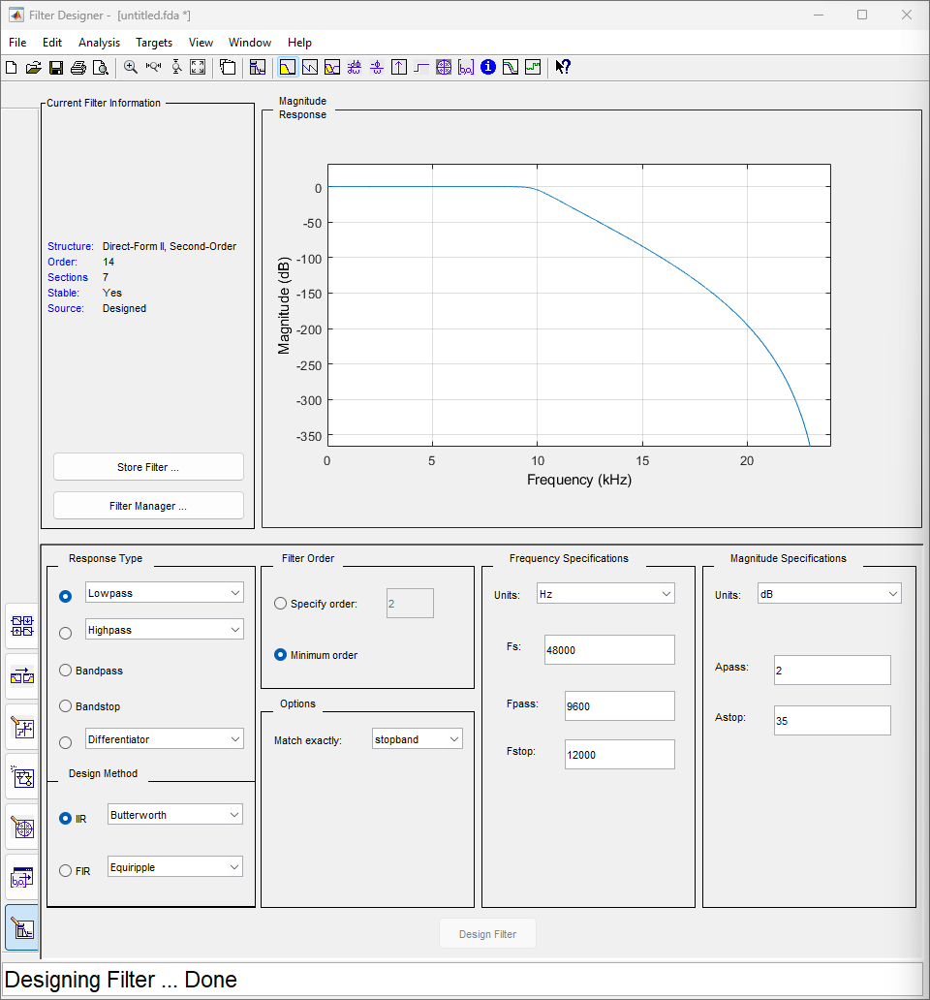 Filter Designer - [untitled.fda *]
File Edit Analysis Targets View Window Help
Current Filter Information
Structure: Direct-Form II, Second-Order
Order: 14
Sections 7
Stable: Yes
Source: Designed
Store Filter ...
Filter Manager ...
Magnitude
Response
Magnitude (dB)
0
-50
-100
-150
-200
-250
-300
-350
0 5 10 15 20
Frequency (kHz)
Response Type
Lowpass
Highpass
Bandpass
Bandstop
Differentiator
Design Method
IIR Butterworth
FIR Equiripple
Filter Order
Specify order: 2
Minimum order
Options
Match exactly: stopband
Frequency Specifications
Units: Hz
Fs: 48000
Fpass: 9600
Fstop: 12000
Magnitude Specifications
Units: dB
Apass: 2
Astop: 35
Design Filter
Designing Filter ... Done